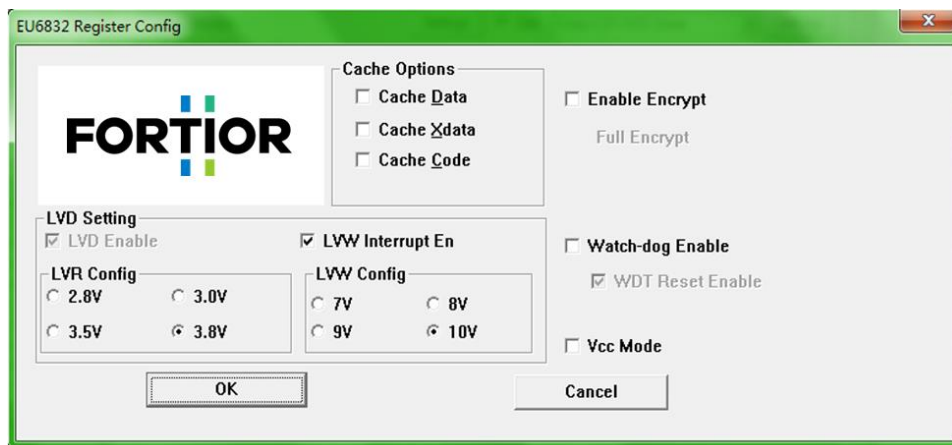 EU6832 Register Config
x
FORTIOR
Cache Options
Cache Data
Cache Xdata
Cache Code
Enable Encrypt
Full Encrypt
LVD Setting
LVD Enable
LVW Interrupt En
LVR Config
2.8V 3.0V
3.5V 3.8V
LVW Config
7V 8V
9V 10V
Watch-dog Enable
WDT Reset Enable
Vcc Mode
OK
Cancel